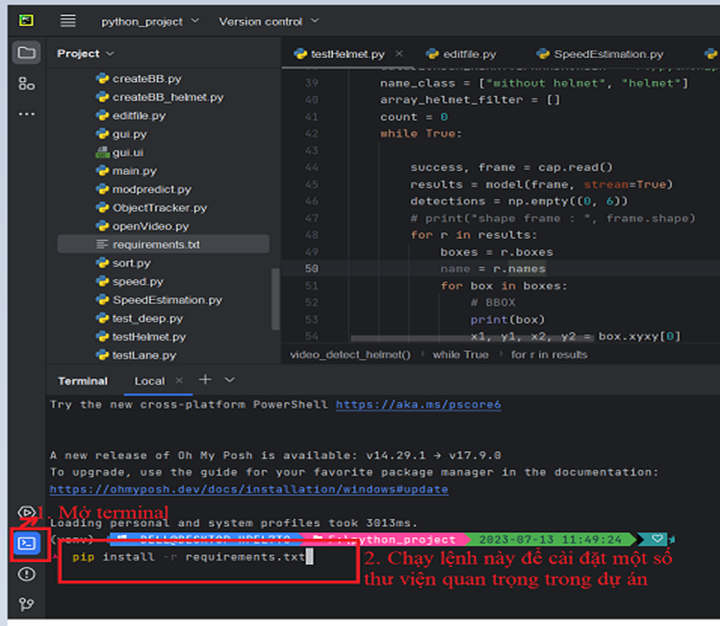 python_project
Version control
Project
testHelmet.py
editfile.py
SpeedEstimation.py
createBB.py
createBB_helmet.py
editfile.py
gui.py
gui.ui
main.py
modpredict.py
ObjectTracker.py
openVideo.py
requirements.txt
sort.py
speed.py
SpeedEstimation.py
test_deep.py
testHelmet.py
testLane.py
39 name_class = ["without helmet", "helmet"]
40 array_helmet_filter = []
41 count = 0
42 while True:
43
44 success, frame = cap.read()
45 results = model(frame, stream=True)
46 detections = np.empty((0, 6))
47 # print("shape frame : ", frame.shape)
48 for r in results:
49 boxes = r.boxes
50 name = r.names
51 for box in boxes:
52 # BBOX
53 print(box)
54 x1, y1, x2, y2 = box.xyxy[0]
video_detect_helmet() › while True › for r in results
Terminal Local
Try the new cross-platform PowerShell https://aka.ms/pscore6
A new release of Oh My Posh is available: v14.29.1 → v17.9.0
To upgrade, use the guide for your favorite package manager in the documentation:
https://ohmyposh.dev/docs/installation/windows#update
1. Mở terminal
Loading personal and system profiles took 3013ms.
python_project 2023-07-13 11:49:24
pip install -r requirements.txt
2. Chạy lệnh này để cài đặt một số
thư viện quan trọng trong dự án